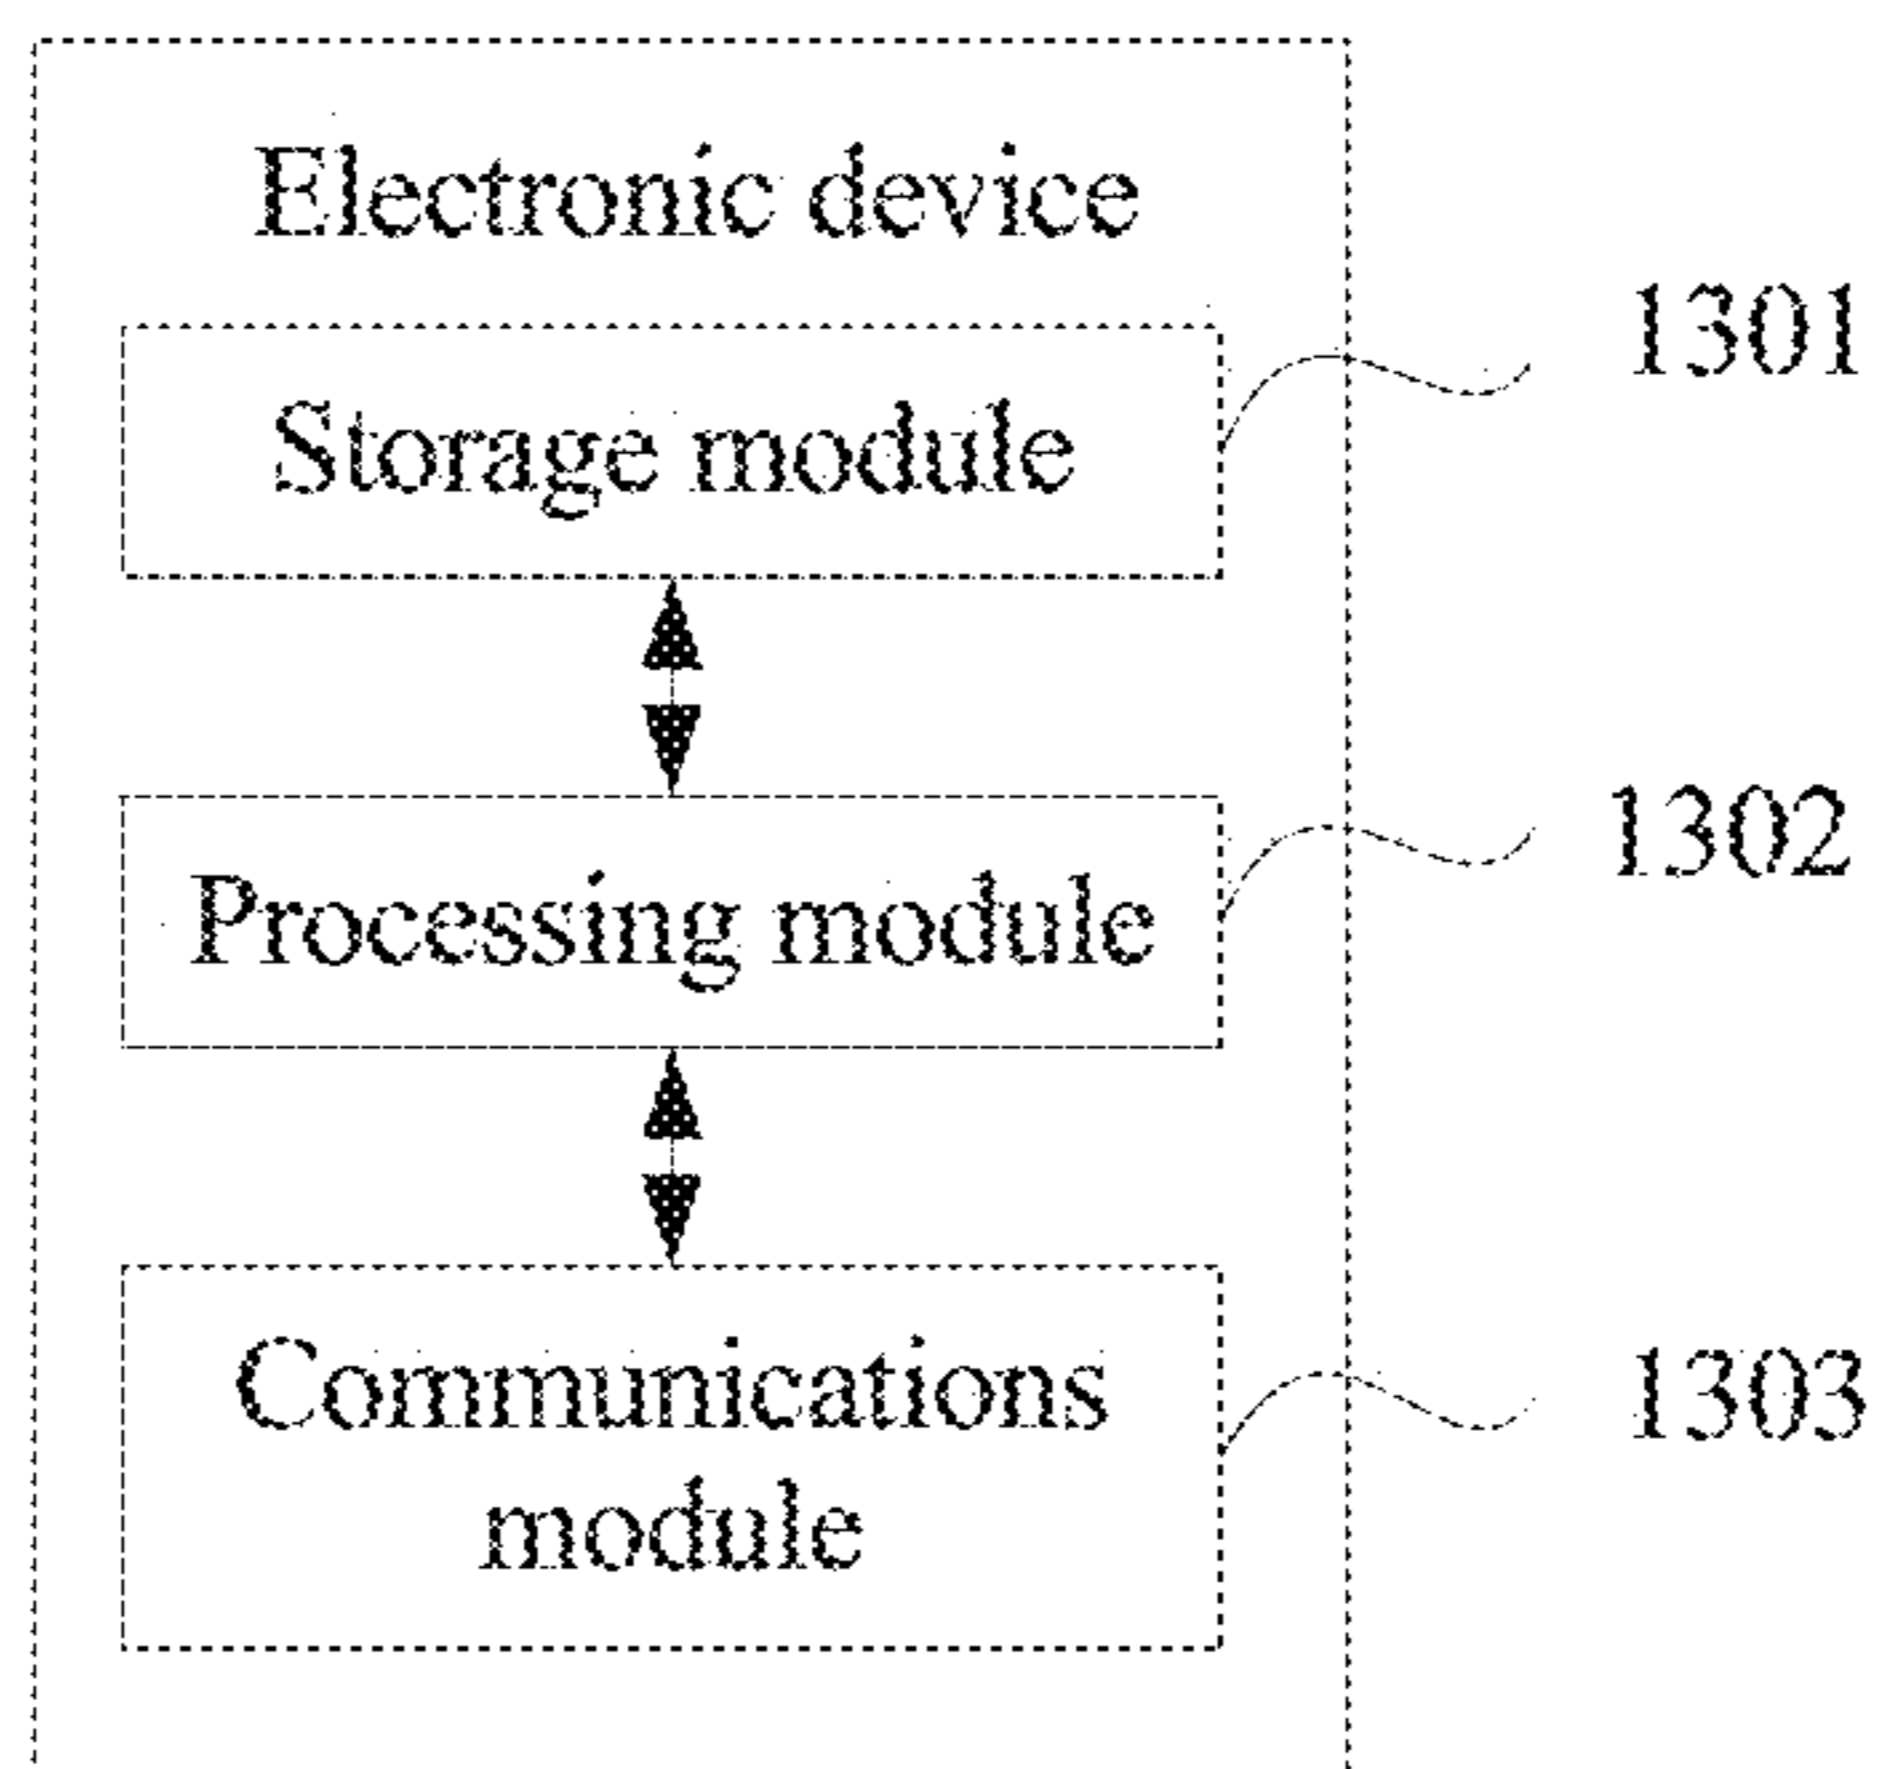 Electronic device
1301
Storage module
1302
Processing module
1303
Communications
module